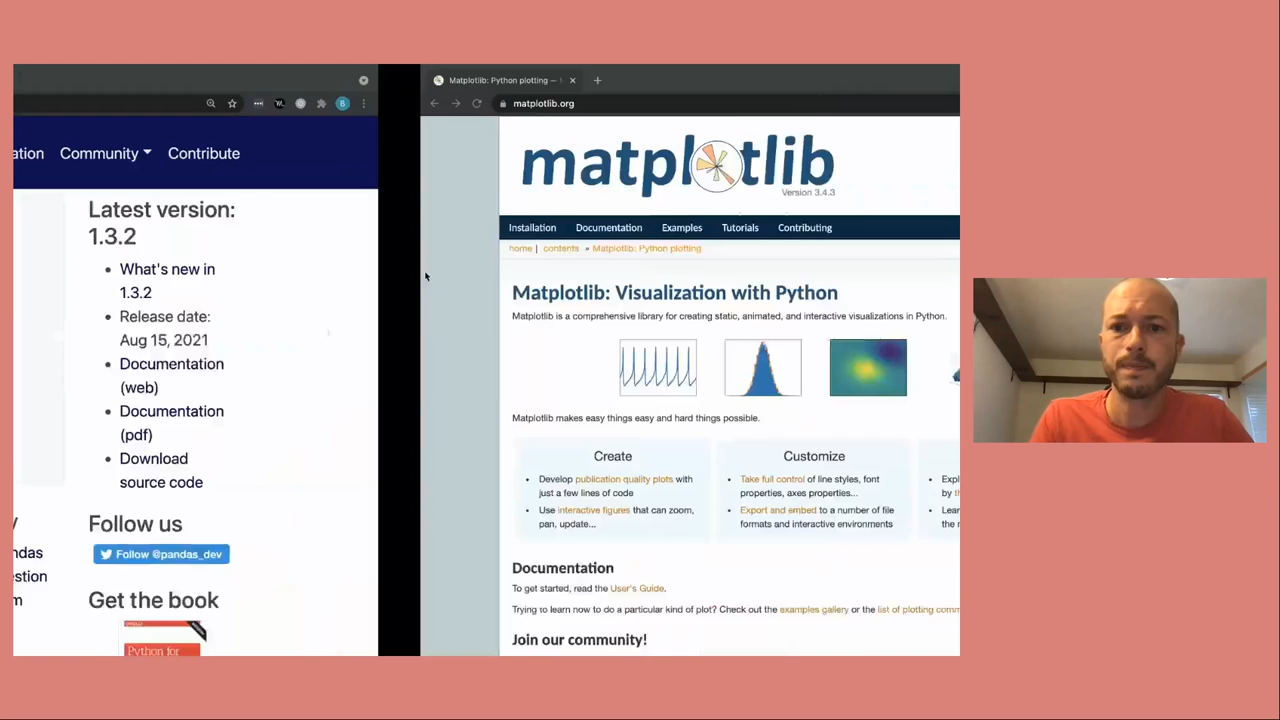 ation Community Contribute
Latest version:
1.3.2
What's new in
1.3.2
Release date:
Aug 15, 2021
Documentation
(web)
Documentation
(pdf)
Download
source code
Follow us
Follow @pandas_dev
Get the book
Python for
ndas
stion
m
B
Matplotlib: Python plotting —
matplotlib.org
matplotlib
Version 3.4.3
Installation Documentation Examples Tutorials Contributing
home | contents » Matplotlib: Python plotting
Matplotlib: Visualization with Python
Matplotlib is a comprehensive library for creating static, animated, and interactive visualizations in Python.
Matplotlib makes easy things easy and hard things possible.
Create
• Develop publication quality plots with
just a few lines of code
• Use interactive figures that can zoom,
pan, update...
Customize
• Take full control of line styles, font
properties, axes properties...
• Export and embed to a number of file
formats and interactive environments
• Expl
by
• Lear
the
Documentation
To get started, read the User's Guide.
Trying to learn how to do a particular kind of plot? Check out the examples gallery or the list of plotting comm
Join our community!